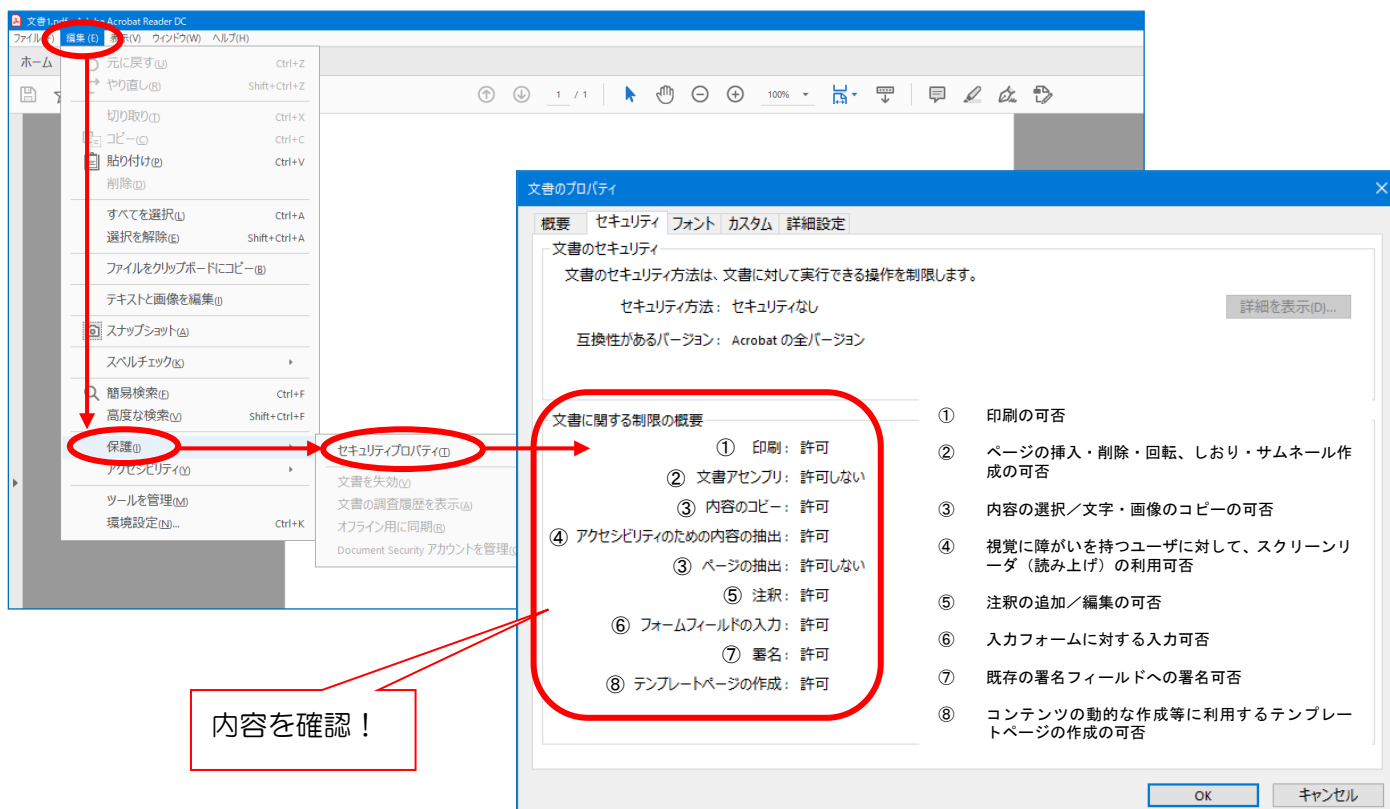 文書1.pdf - Adobe Acrobat Reader DC
ファイル(F) 編集(E) 表示(V) ウィンドウ(W) ヘルプ(H)
ホーム
1 / 1 100%
元に戻す(U) Ctrl+Z
やり直し(R) Shift+Ctrl+Z
切り取り(T) Ctrl+X
コピー(C) Ctrl+C
貼り付け(P) Ctrl+V
削除(D)
すべてを選択(L) Ctrl+A
選択を解除(E) Shift+Ctrl+A
ファイルをクリップボードにコピー(B)
テキストと画像を編集(I)
スナップショット(A)
スペルチェック(K)
簡易検索(F) Ctrl+F
高度な検索(V) Shift+Ctrl+F
保護(I)
アクセシビリティ(Y)
ツールを管理(M)
環境設定(N)... Ctrl+K
セキュリティプロパティ(T)
文書を失効(V)
文書の調査履歴を表示(A)
オフライン用に同期(R)
Document Security アカウントを管理
文書のプロパティ
概要 セキュリティ フォント カスタム 詳細設定
文書のセキュリティ
文書のセキュリティ方法は、文書に対して実行できる操作を制限します。
セキュリティ方法: セキュリティなし
詳細を表示(D)...
互換性があるバージョン: Acrobat の全バージョン
文書に関する制限の概要
① 印刷: 許可
② 文書アセンブリ: 許可しない
③ 内容のコピー: 許可
④ アクセシビリティのための内容の抽出: 許可
③ ページの抽出: 許可しない
⑤ 注釈: 許可
⑥ フォームフィールドの入力: 許可
⑦ 署名: 許可
⑧ テンプレートページの作成: 許可
① 印刷の可否
② ページの挿入・削除・回転、しおり・サムネール作
成の可否
③ 内容の選択／文字・画像のコピーの可否
④ 視覚に障がいを持つユーザに対して、スクリーンリ
ーダ（読み上げ）の利用可否
⑤ 注釈の追加／編集の可否
⑥ 入力フォームに対する入力可否
⑦ 既存の署名フィールドへの署名可否
⑧ コンテンツの動的な作成等に利用するテンプレー
トページの作成の可否
内容を確認！
OK キャンセル